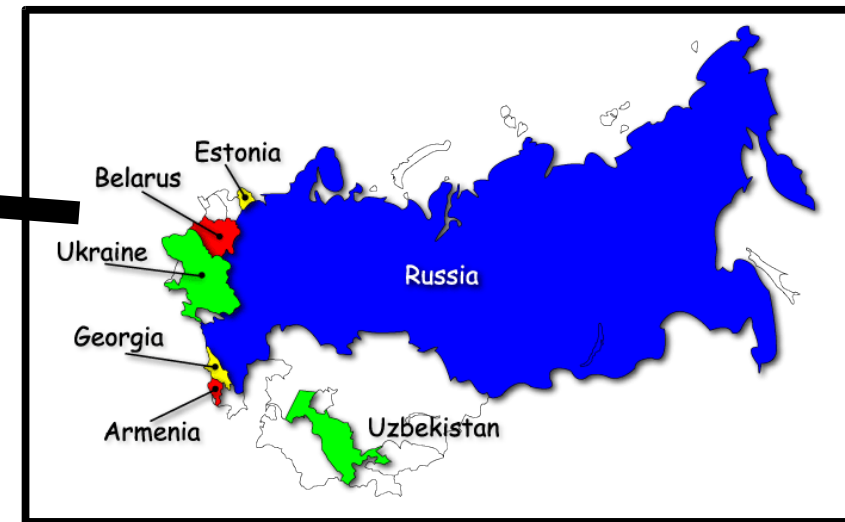 Estonia
Belarus
Ukraine
Russia
Georgia
Armenia
Uzbekistan